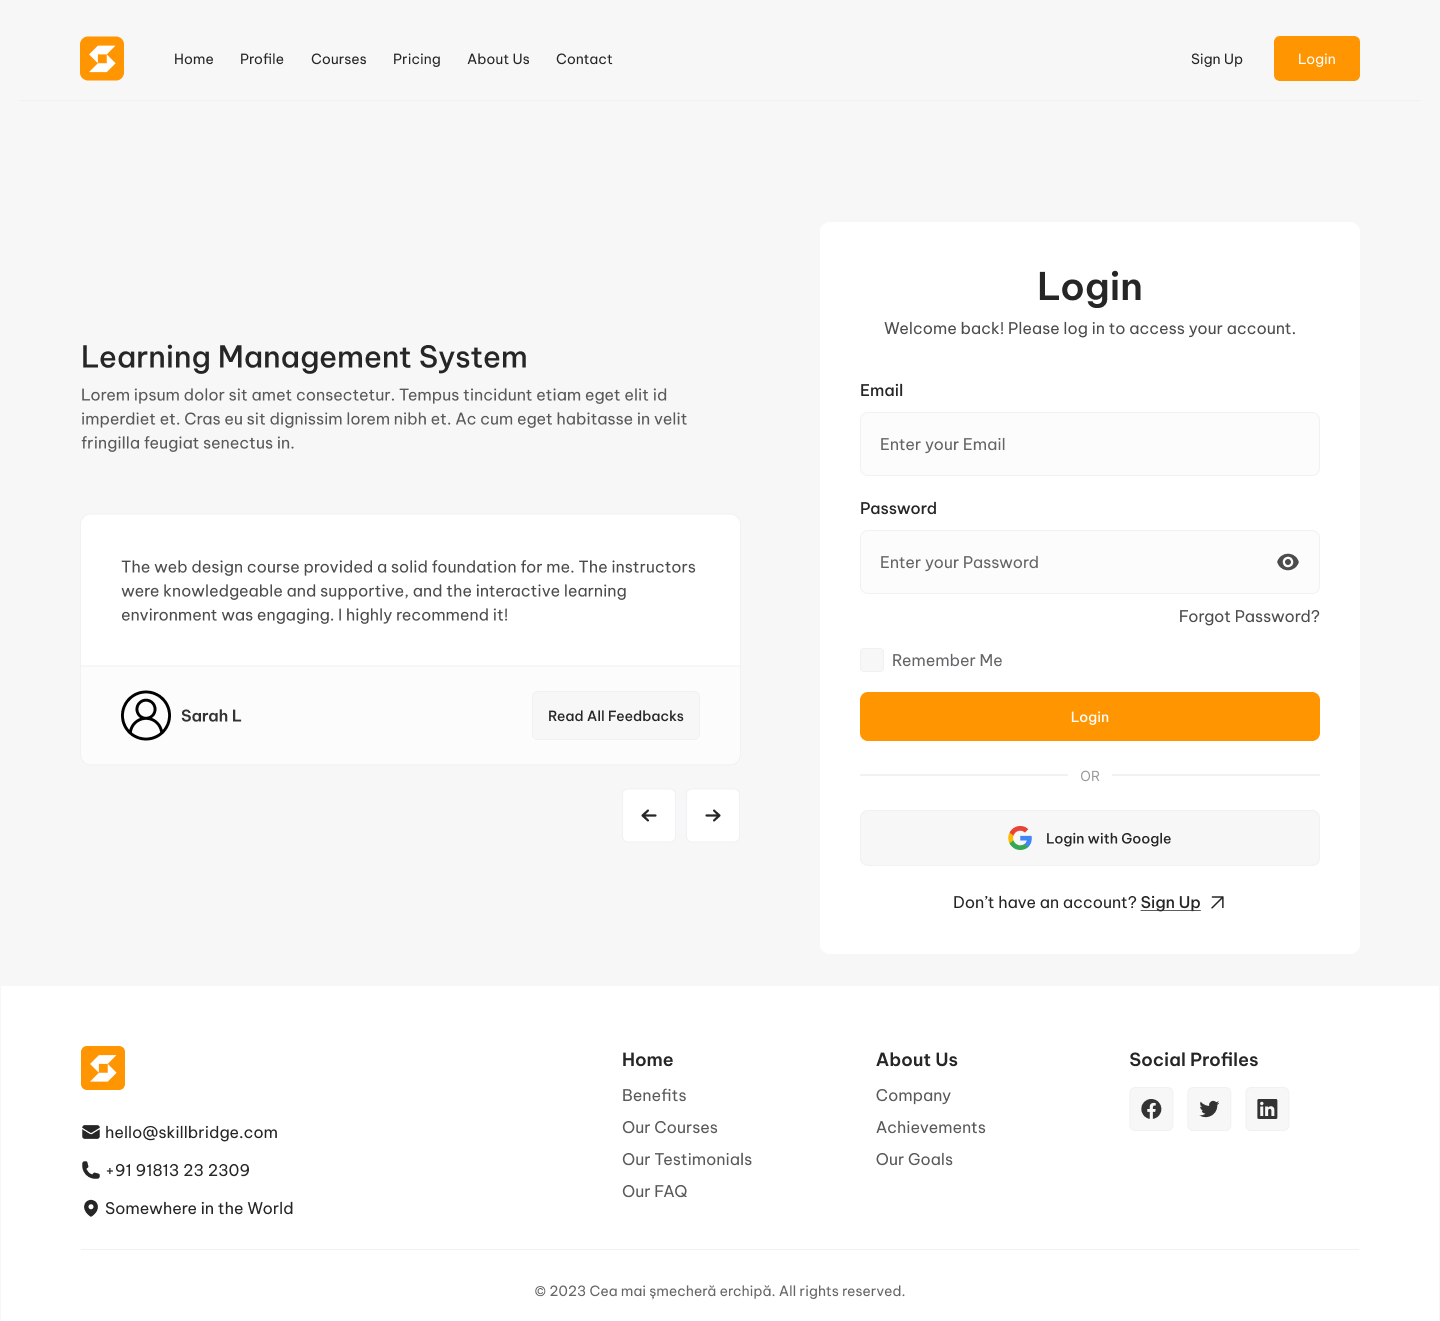 Home Profile Courses Pricing About Us Contact Sign Up Login
Learning Management System
Lorem ipsum dolor sit amet consectetur. Tempus tincidunt etiam eget elit id
imperdiet et. Cras eu sit dignissim lorem nibh et. Ac cum eget habitasse in velit
fringilla feugiat senectus in.
The web design course provided a solid foundation for me. The instructors
were knowledgeable and supportive, and the interactive learning
environment was engaging. I highly recommend it!
Sarah L
Read All Feedbacks
Login
Welcome back! Please log in to access your account.
Email
Enter your Email
Password
Enter your Password
Forgot Password?
Remember Me
Login
OR
Login with Google
Don’t have an account? Sign Up
hello@skillbridge.com
+91 91813 23 2309
Somewhere in the World
Home
Benefits
Our Courses
Our Testimonials
Our FAQ
About Us
Company
Achievements
Our Goals
Social Profiles
© 2023 Cea mai șmecheră erchipă. All rights reserved.